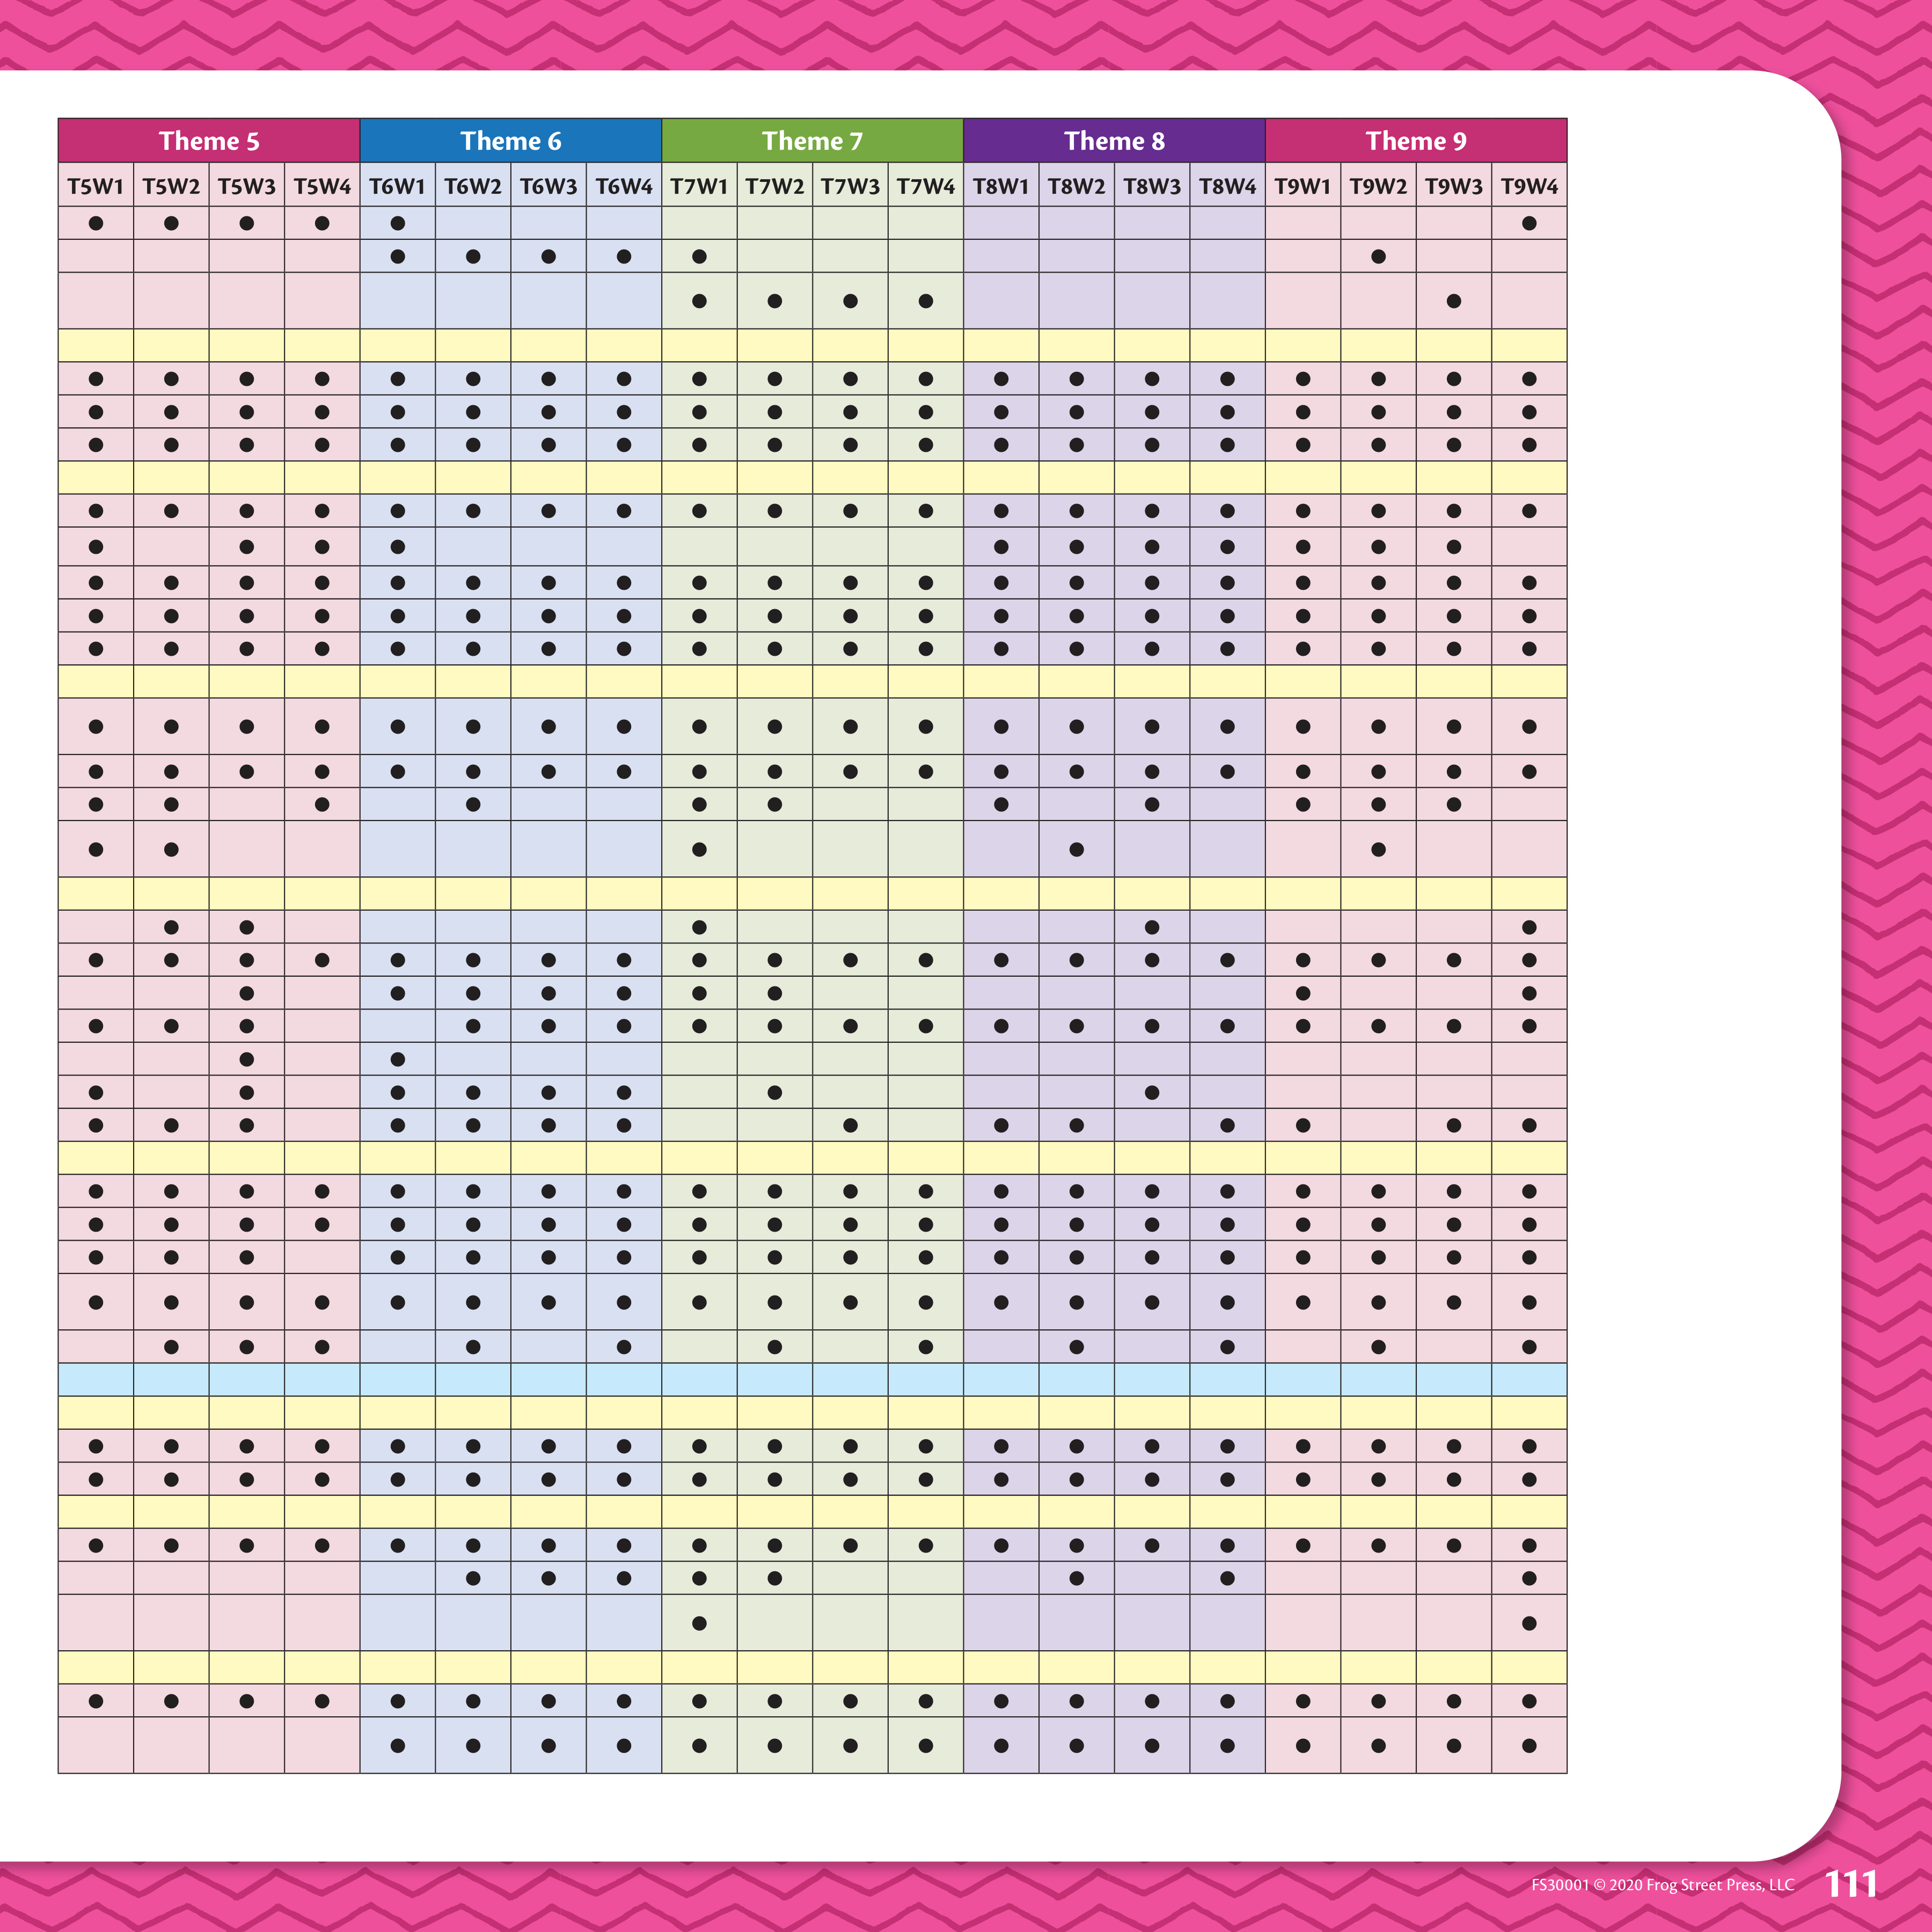 Theme 5 Theme 6 Theme 7 Theme 8 Theme 9
T5W1 T5W2 T5W3 T5W4 T6W1 T6W2 T6W3 T6W4 T7W1 T7W2 T7W3 T7W4 T8W1 T8W2 T8W3 T8W4 T9W1 T9W2 T9W3 T9W4
FS30001 © 2020 Frog Street Press, LLC 111